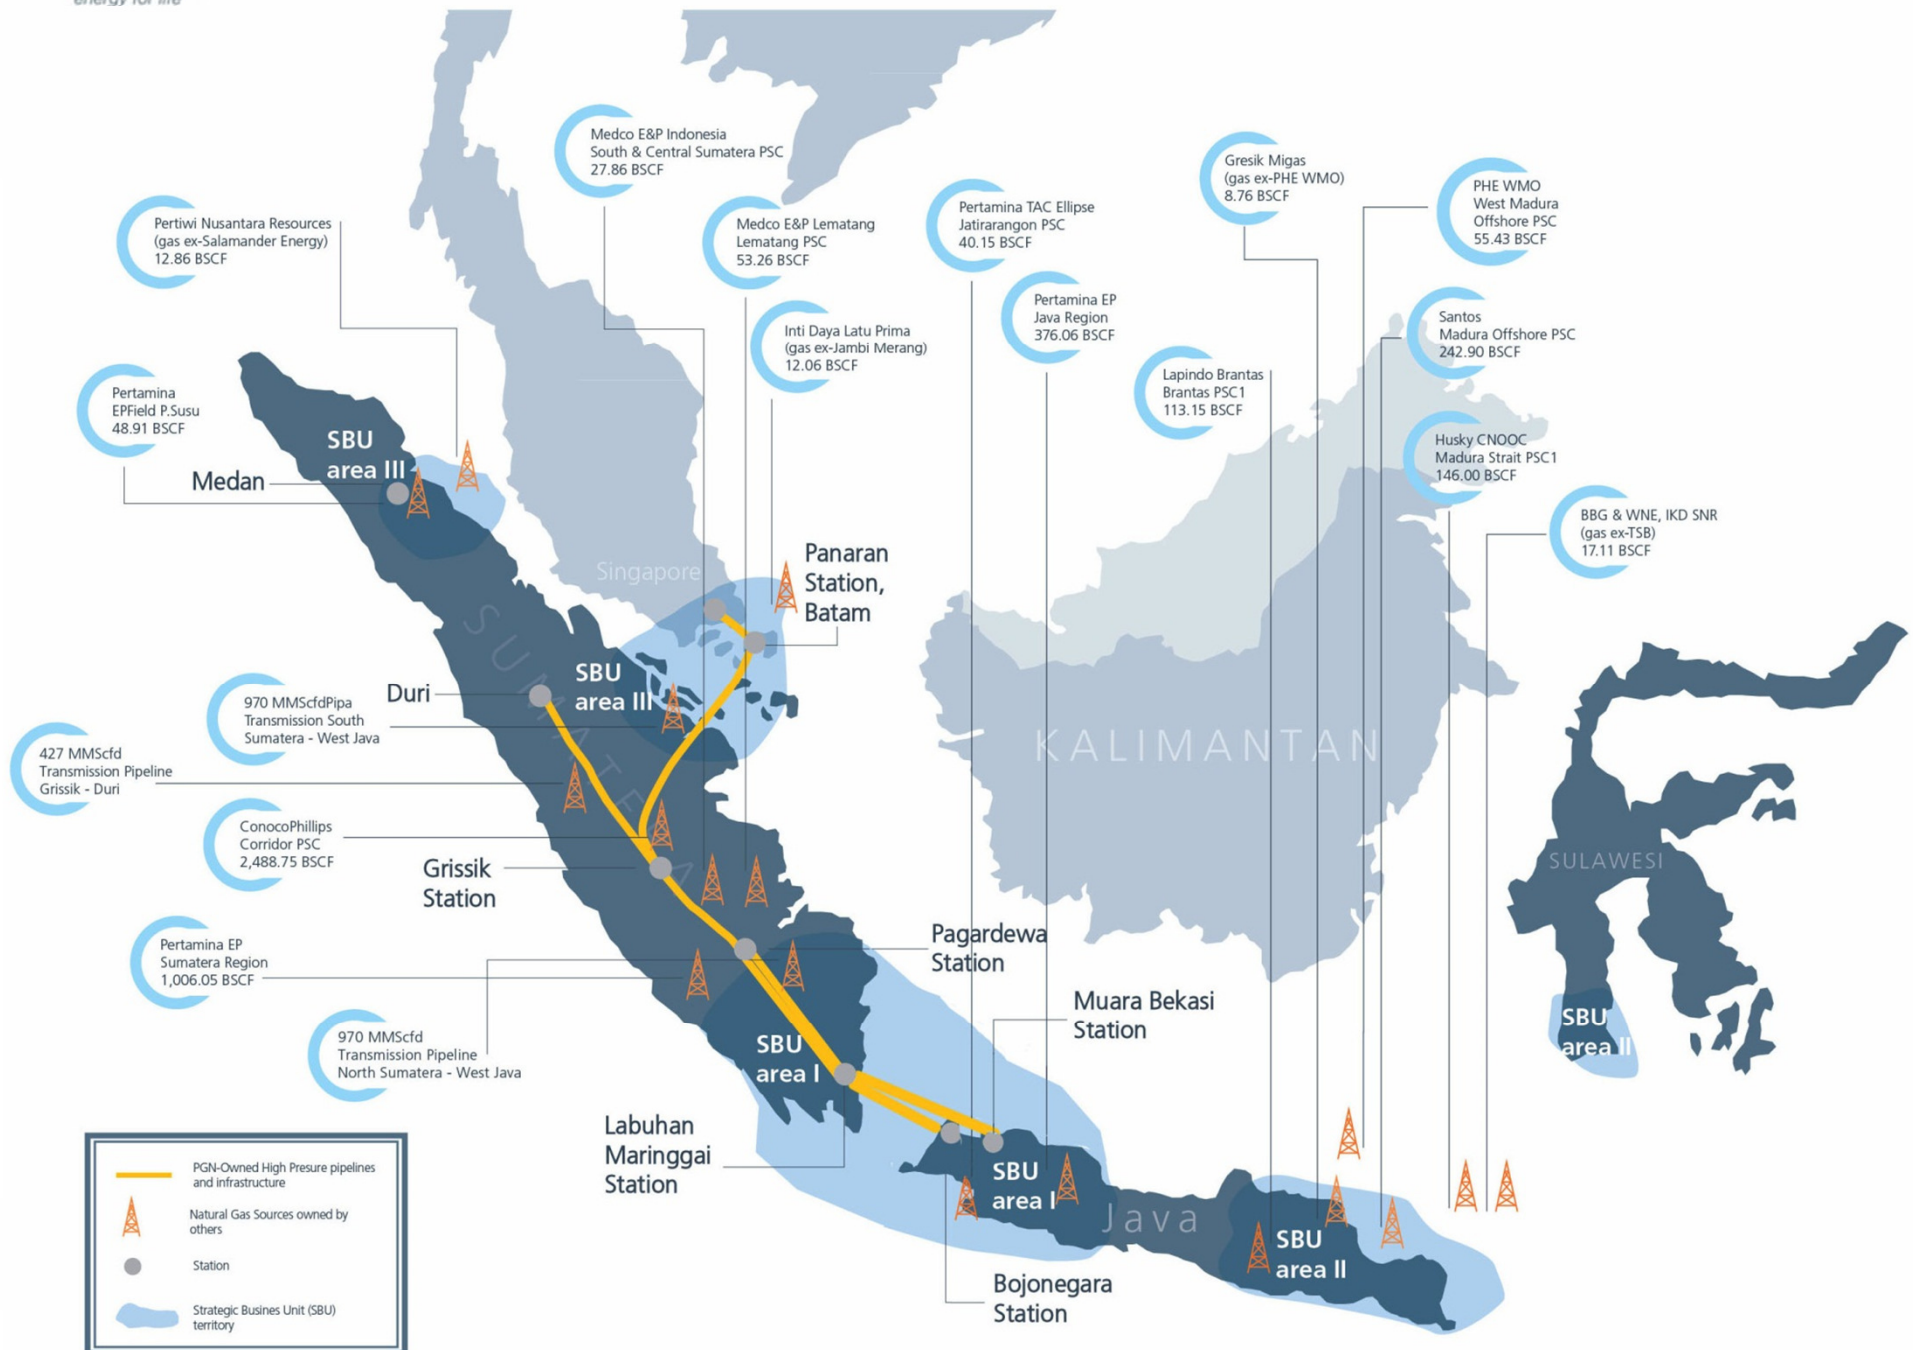 energy for life
Medco E&P Indonesia
South & Central Sumatera PSC
27.86 BSCF
Gresik Migas
(gas ex-PHE WMO)
8.76 BSCF
PHE WMO
West Madura
Offshore PSC
55.43 BSCF
Pertiwi Nusantara Resources
(gas ex-Salamander Energy)
12.86 BSCF
Medco E&P Lematang
Lematang PSC
53.26 BSCF
Pertamina TAC Ellipse
Jatirarangon PSC
40.15 BSCF
Pertamina EP
Java Region
376.06 BSCF
Inti Daya Latu Prima
(gas ex-Jambi Merang)
12.06 BSCF
Santos
Madura Offshore PSC
242.90 BSCF
Lapindo Brantas
Brantas PSC1
113.15 BSCF
Pertamina
EPField P.Susu
48.91 BSCF
Husky CNOOC
Madura Strait PSC1
146.00 BSCF
SBU
area III
Medan
BBG & WNE, IKD SNR
(gas ex-TSB)
17.11 BSCF
Singapore
Panaran
Station,
Batam
SUMATERA
SBU
area III
Duri
970 MMScfdPipa
Transmission South
Sumatera - West Java
KALIMANTAN
427 MMScfd
Transmission Pipeline
Grissik - Duri
ConocoPhillips
Corridor PSC
2,488.75 BSCF
Grissik
Station
SULAWESI
Pertamina EP
Sumatera Region
1,006.05 BSCF
Pagardewa
Station
Muara Bekasi
Station
SBU
area II
970 MMScfd
Transmission Pipeline
North Sumatera - West Java
SBU
area I
Labuhan
Maringgai
Station
SBU
area I
Java
SBU
area II
Bojonegara
Station
PGN-Owned High Presure pipelines
and infrastructure
Natural Gas Sources owned by
others
Station
Strategic Busines Unit (SBU)
territory